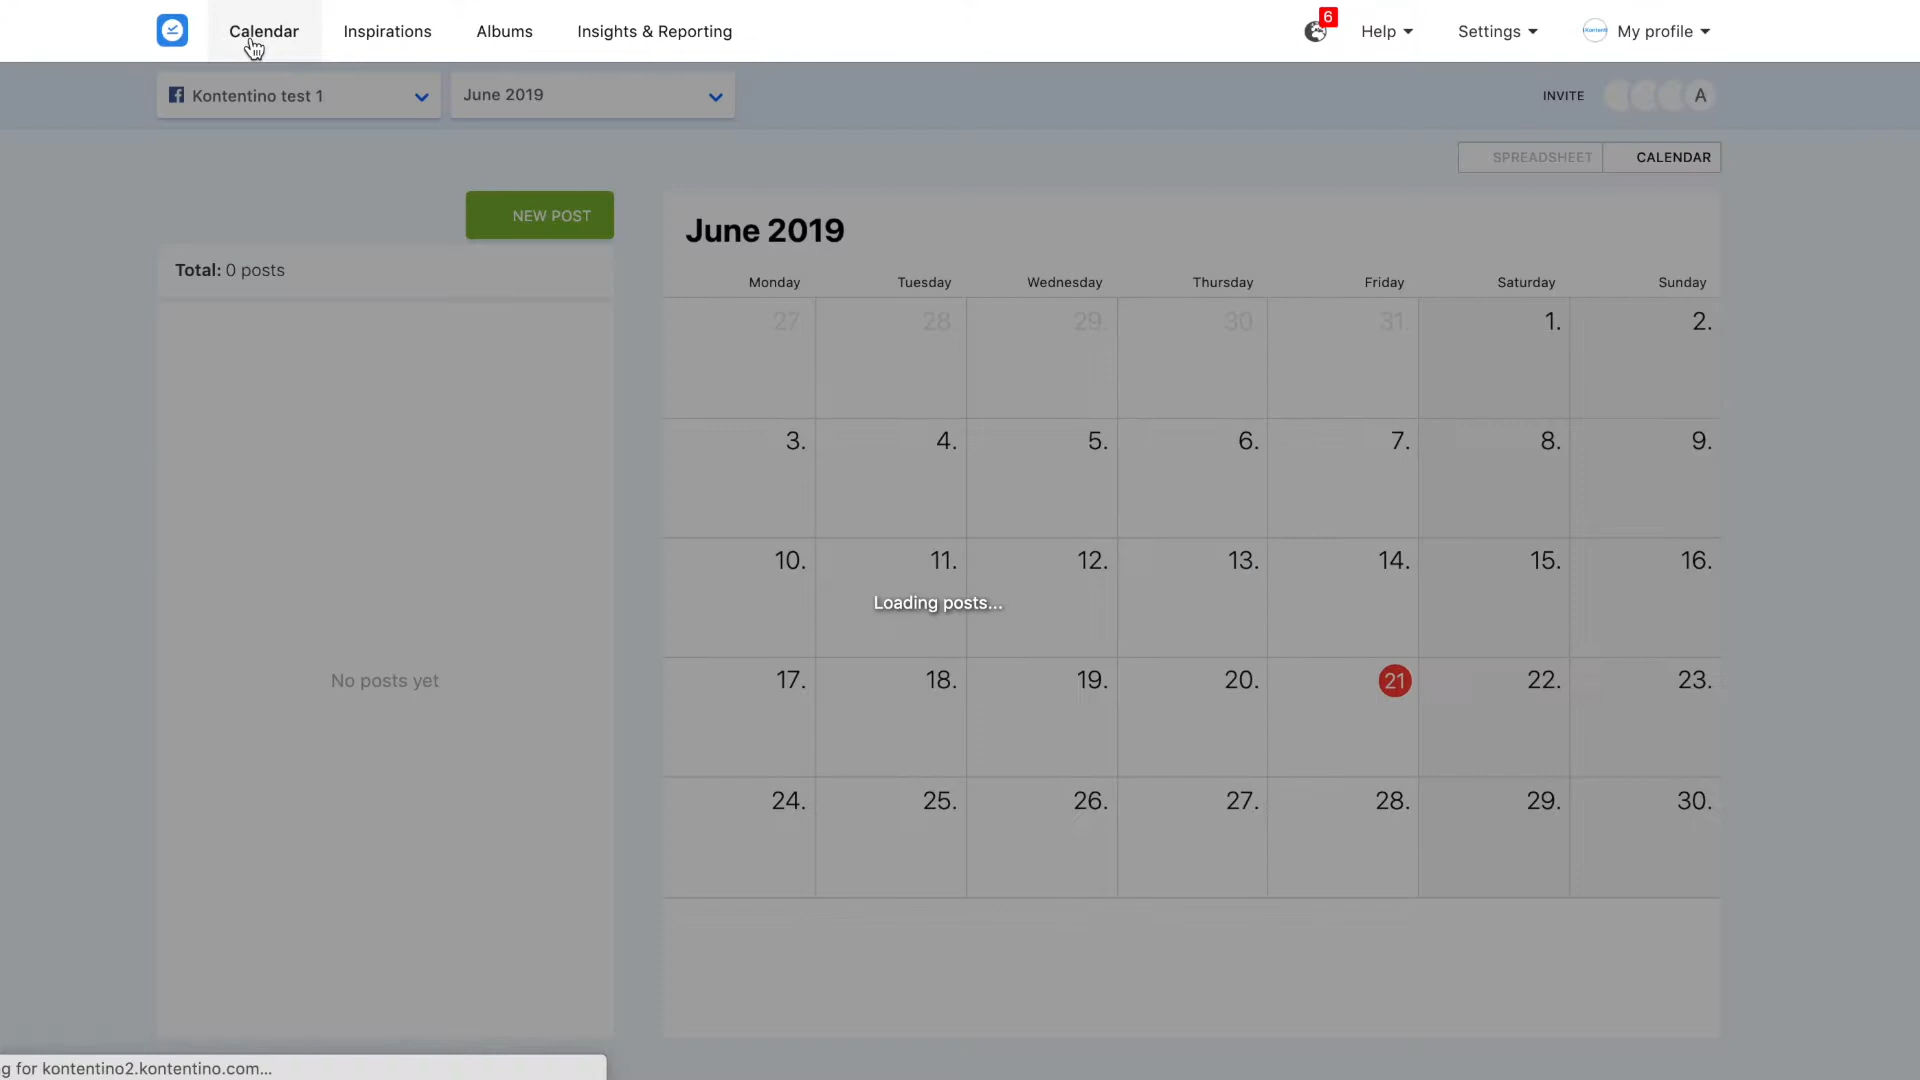 Calendar Inspirations Albums Insights & Reporting 6 Help Settings My profile
Kontentino test 1 June 2019 INVITE A
SPREADSHEET CALENDAR
NEW POST
Total: 0 posts
No posts yet
June 2019
Monday Tuesday Wednesday Thursday Friday Saturday Sunday
27 28. 29. 30 31. 1. 2.
3. 4. 5. 6. 7. 8. 9.
10. 11. 12. 13. 14. 15. 16.
Loading posts...
17. 18. 19. 20. 21 22. 23.
24. 25. 26. 27. 28. 29. 30.
g for kontentino2.kontentino.com...